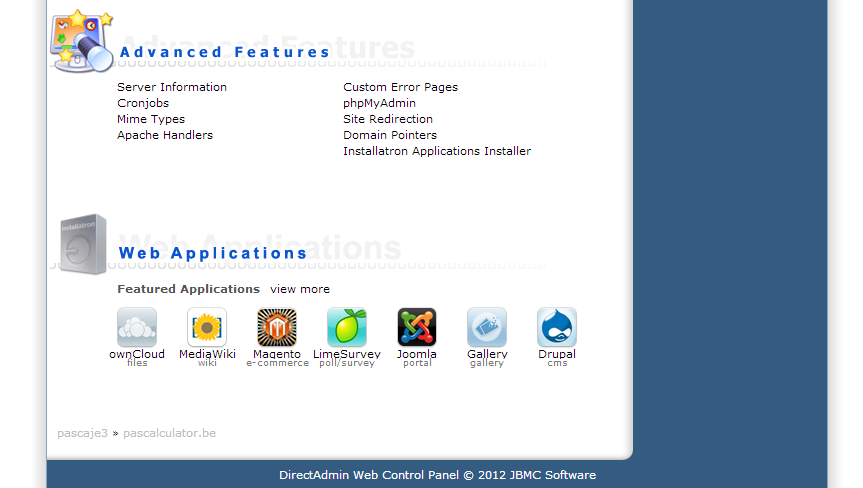 Advanced Features
Server Information
Cronjobs
Mime Types
Apache Handlers
Custom Error Pages
phpMyAdmin
Site Redirection
Domain Pointers
Installatron Applications Installer
installatron
Web Applications
Featured Applications view more
ownCloud
files
MediaWiki
wiki
Magento
e-commerce
LimeSurvey
poll/survey
Joomla
portal
Gallery
gallery
Drupal
cms
pascaje3 » pascalculator.be
DirectAdmin Web Control Panel © 2012 JBMC Software